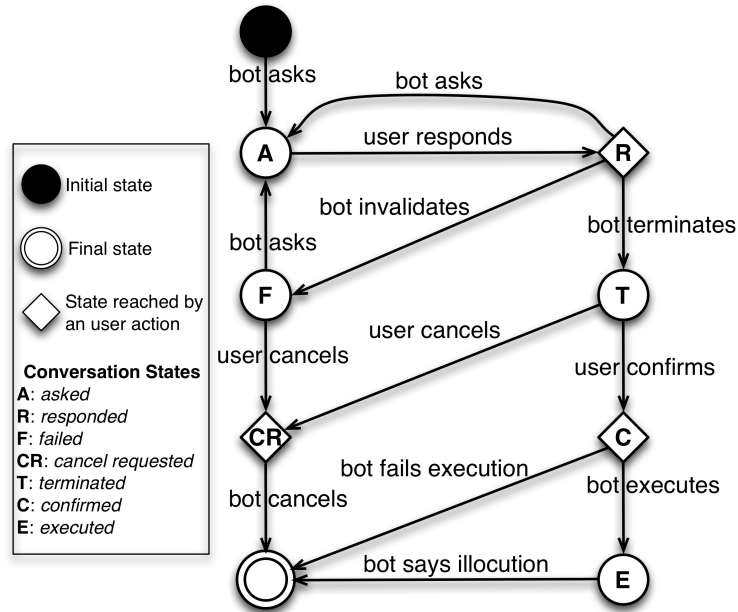 bot asks
bot asks
user responds
A
R
Initial state
bot invalidates
bot terminates
Final state
bot asks
F
T
State reached by
an user action
user cancels
user cancels
user confirms
Conversation States
A: asked
R: responded
F: failed
CR: cancel requested
T: terminated
C: confirmed
E: executed
CR
C
bot fails execution
bot executes
bot cancels
bot says illocution
E